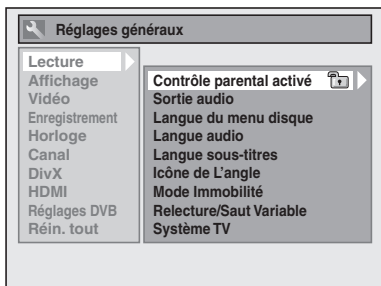 Réglages généraux
Lecture
Affichage
Vidéo
Enregistrement
Horloge
Canal
DivX
HDMI
Réglages DVB
Réin. tout
Contrôle parental activé
Sortie audio
Langue du menu disque
Langue audio
Langue sous-titres
Icône de L'angle
Mode Immobilité
Relecture/Saut Variable
Système TV